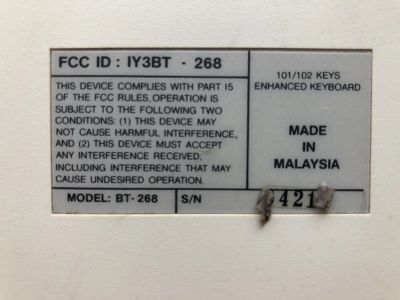 FCC ID : IY3BT - 268
THIS DEVICE COMPLIES WITH PART 15
OF THE FCC RULES, OPERATION IS
SUBJECT TO THE FOLLOWING TWO
CONDITIONS: (1) THIS DEVICE MAY
NOT CAUSE HARMFUL INTERFERENCE,
AND (2) THIS DEVICE MUST ACCEPT
ANY INTERFERENCE RECEIVED,
INCLUDING INTERFERENCE THAT MAY
CAUSE UNDESIRED OPERATION.
101/102 KEYS
ENHANCED KEYBOARD
MADE
IN
MALAYSIA
MODEL: BT-268
S/N